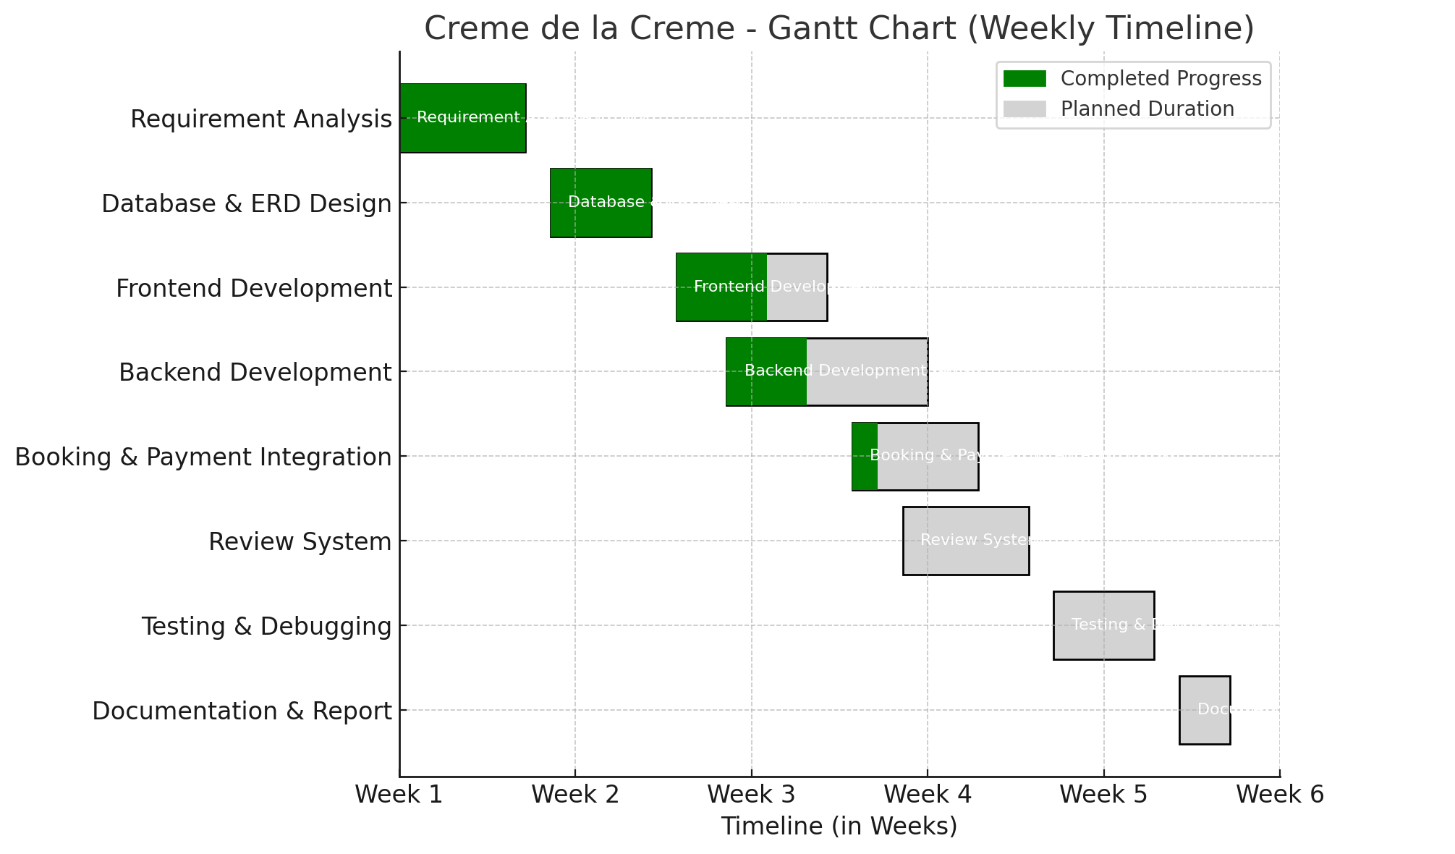 Creme de la Creme - Gantt Chart (Weekly Timeline)
Completed Progress
Planned Duration
Requirement Analysis
Requirement
Database & ERD Design
Database
Frontend Development
Frontend
Backend Development
Backend Development
Booking & Payment Integration
Booking &
Review System
Review System
Testing & Debugging
Testing &
Documentation & Report
Week 1
Week 2
Week 3
Week 4
Week 5
Week 6
Timeline (in Weeks)